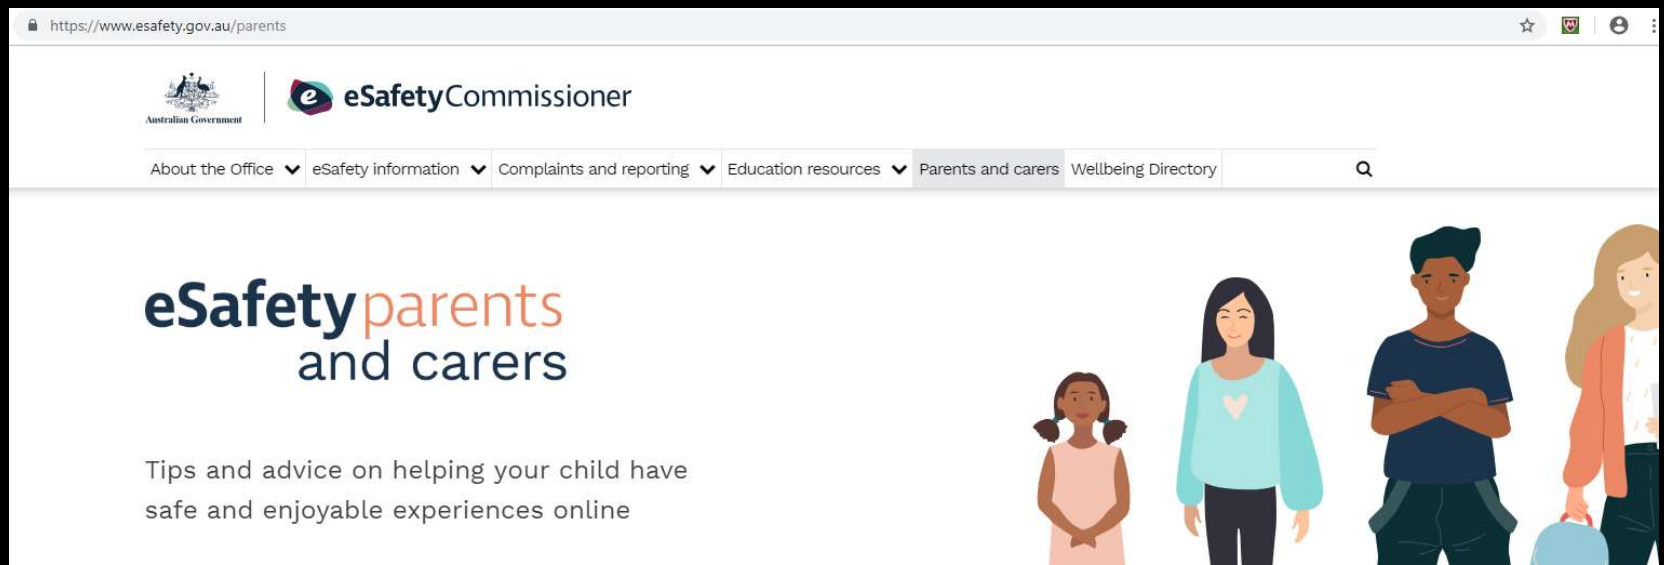 https://www.esafety.gov.au/parents
Australian Government
e eSafetyCommissioner
About the Office eSafety information Complaints and reporting Education resources Parents and carers Wellbeing Directory
eSafetyparents
and carers
Tips and advice on helping your child have
safe and enjoyable experiences online